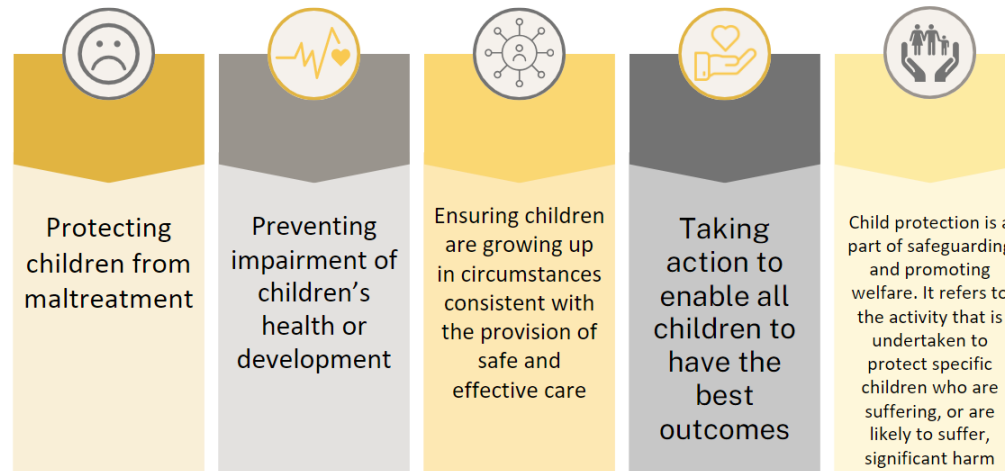 Protecting
children from
maltreatment
Preventing
impairment of
children’s
health or
development
Ensuring children
are growing up
in circumstances
consistent with
the provision of
safe and
effective care
Taking
action to
enable all
children to
have the
best
outcomes
Child protection is a
part of safeguarding
and promoting
welfare. It refers to
the activity that is
undertaken to
protect specific
children who are
suffering, or are
likely to suffer,
significant harm